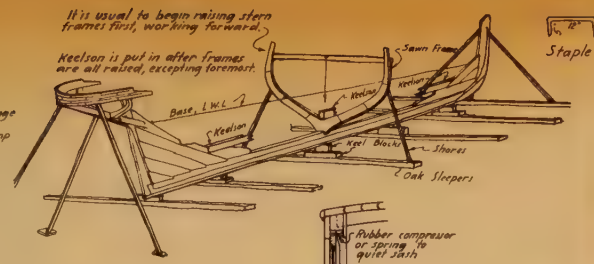 It is usual to begin raising stern
frames first, working forward.
Keelson is put in after frames
are all raised, excepting foremost.
Sawn Frame
Staple
Keelson
Keelson
Base, L.W.L
Keelson
Keel Blocks
Shores
Oak Sleepers
Rubber compressor
or spring to
quiet sash